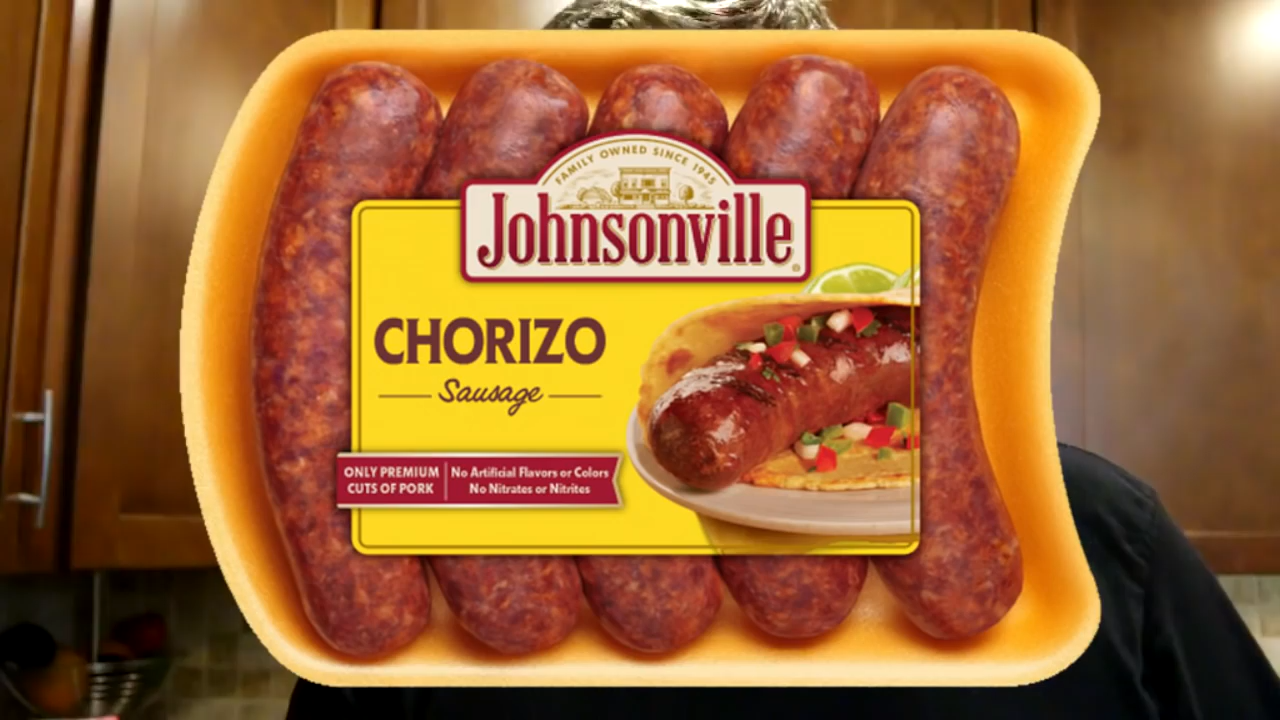 FAMILY OWNED SINCE 1945
Johnsonville®
CHORIZO
Sausage
ONLY PREMIUM
CUTS OF PORK
No Artificial Flavors or Colors
No Nitrates or Nitrites